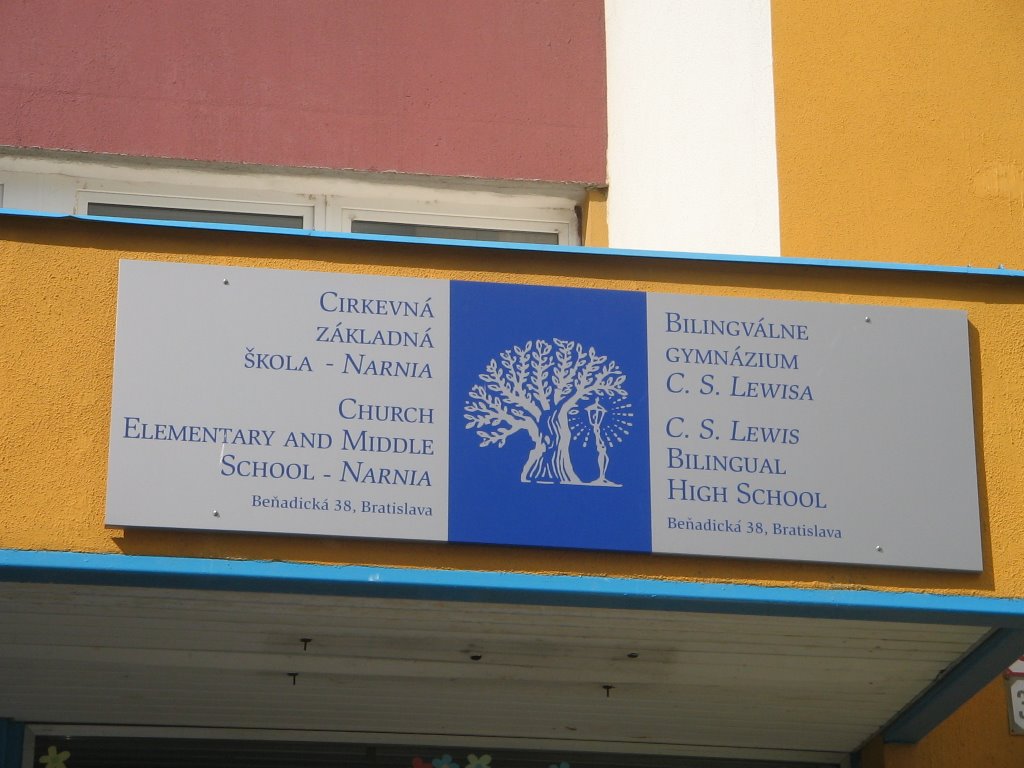 CIRKEVNÁ
ZÁKLADNÁ
ŠKOLA - NARNIA
CHURCH
ELEMENTARY AND MIDDLE
SCHOOL - NARNIA
Beňadická 38, Bratislava
BILINGVÁLNE
GYMNÁZIUM
C. S. LEWISA
C. S. LEWIS
BILINGUAL
HIGH SCHOOL
Beňadická 38, Bratislava